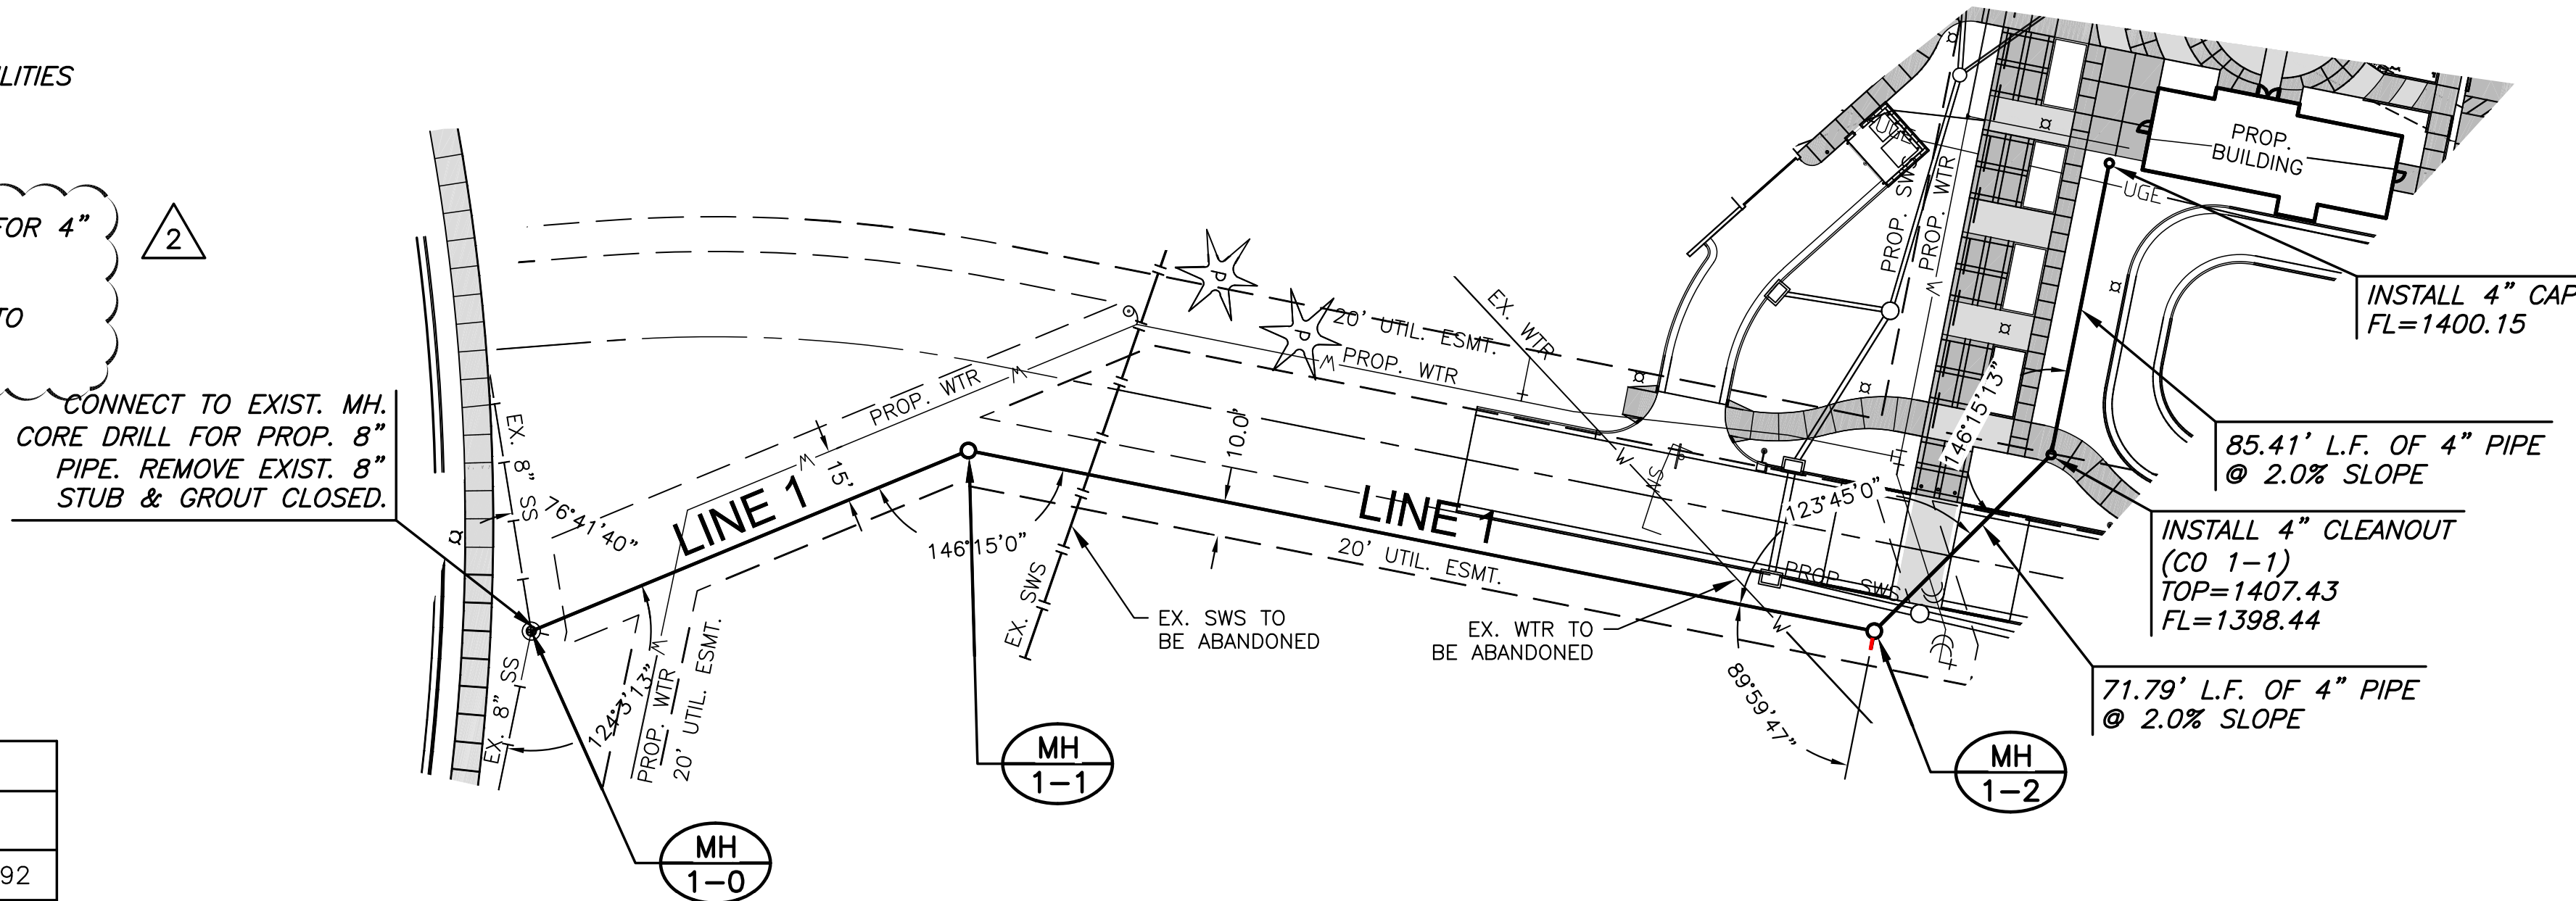 LITIES
FOR 4”
TO
2
CONNECT TO EXIST. MH.
CORE DRILL FOR PROP. 8”
PIPE. REMOVE EXIST. 8”
STUB & GROUT CLOSED.
92
EX. 8” SS
76°41'40”
EX. 8” SS
124°3'13”
LINE 1
15'
PROP. WTR
W
W
W
PROP. WTR
20' UTIL. ESMT.
MH
1-0
146°15'0”
MH
1-1
EX. SWS
EX. SWS TO
BE ABANDONED
P
P
20' UTIL. ESMT.
W
PROP. WTR
10.0'
LINE 1
20' UTIL. ESMT.
EX. WTR
W
W
EX. WTR TO
BE ABANDONED
123°45'0”
PROP. SWS
89°59'47”
MH
1-2
146°15'13”
PROP. SWS
PROP. WTR
W
UGE
PROP.
BUILDING
UGE
INSTALL 4” CAP
FL=1400.15
85.41' L.F. OF 4” PIPE
@ 2.0% SLOPE
INSTALL 4” CLEANOUT
(CO 1-1)
TOP=1407.43
FL=1398.44
71.79' L.F. OF 4” PIPE
@ 2.0% SLOPE